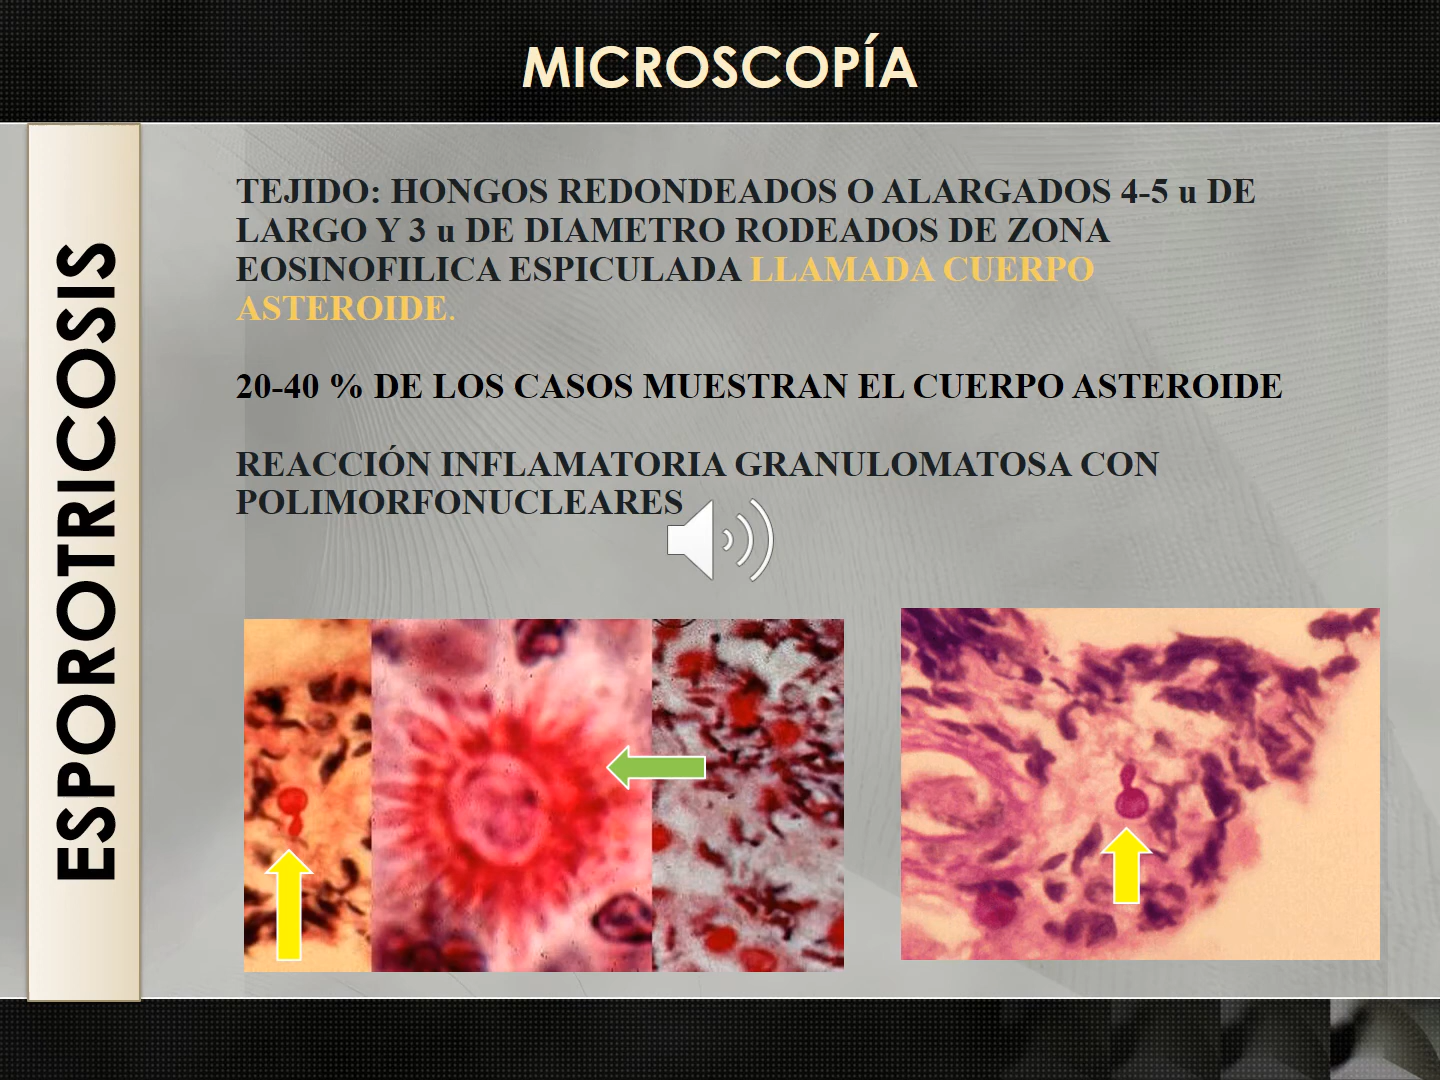 MICROSCOPÍA
ESPOROTRICOSIS
TEJIDO: HONGOS REDONDEADOS O ALARGADOS 4-5 u DE
LARGO Y 3 u DE DIAMETRO RODEADOS DE ZONA
EOSINOFILICA ESPICULADA LLAMADA CUERPO
ASTEROIDE.
20-40 % DE LOS CASOS MUESTRAN EL CUERPO ASTEROIDE
REACCIÓN INFLAMATORIA GRANULOMATOSA CON
POLIMORFONUCLEARES